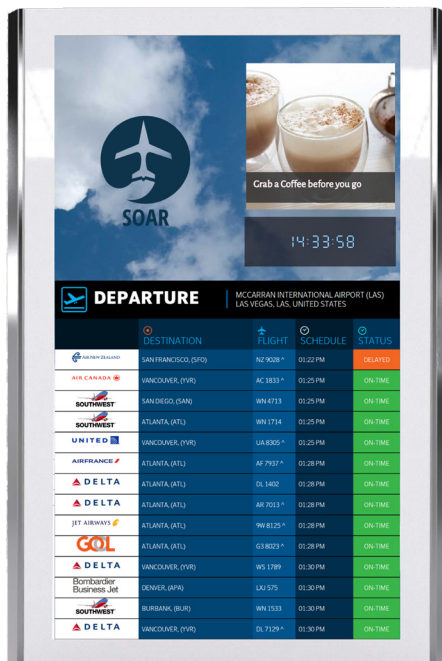 SOAR
Grab a Coffee before you go
14:33:58
DEPARTURE
MCCARRAN INTERNATIONAL AIRPORT (LAS)
LAS VEGAS, LAS, UNITED STATES
DESTINATION FLIGHT SCHEDULE STATUS
AIR NEW ZEALAND SAN FRANCISCO, (SFO) NZ 9028 ^ 01:22 PM DELAYED
AIR CANADA VANCOUVER, (YVR) AC 1833 ^ 01:25 PM ON-TIME
SOUTHWEST SAN DIEGO, (SAN) WN 4713 01:25 PM ON-TIME
SOUTHWEST ATLANTA, (ATL) WN 1714 01:25 PM ON-TIME
UNITED VANCOUVER, (YVR) UA 8305 ^ 01:25 PM ON-TIME
AIRFRANCE ATLANTA, (ATL) AF 7937 ^ 01:28 PM ON-TIME
DELTA ATLANTA, (ATL) DL 1402 01:28 PM ON-TIME
DELTA ATLANTA, (ATL) AR 7013 ^ 01:28 PM ON-TIME
JET AIRWAYS ATLANTA, (ATL) 9W 8125 ^ 01:28 PM ON-TIME
GOL ATLANTA, (ATL) G3 8023 ^ 01:28 PM ON-TIME
DELTA VANCOUVER, (YVR) WS 1789 01:30 PM ON-TIME
Bombardier
Business Jet DENVER, (APA) LXJ 575 01:30 PM ON-TIME
SOUTHWEST BURBANK, (BUR) WN 1533 01:30 PM ON-TIME
DELTA VANCOUVER, (YVR) DL 7129 ^ 01:30 PM ON-TIME